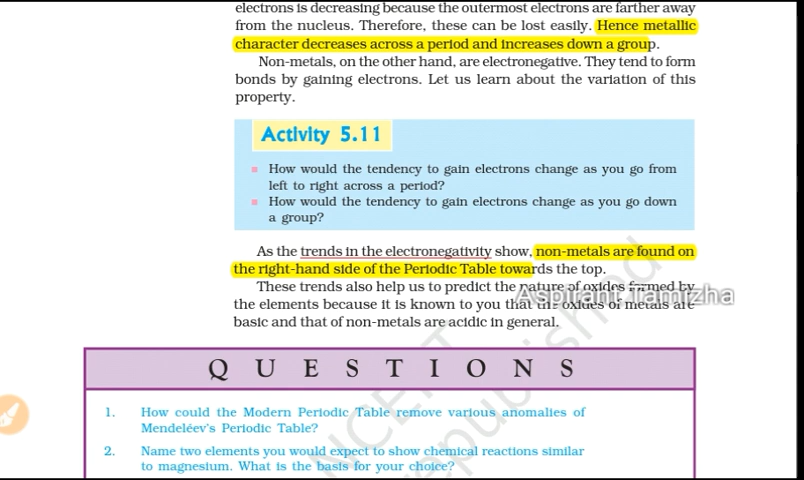 electrons is decreasing because the outermost electrons are farther away
from the nucleus. Therefore, these can be lost easily. Hence metallic
character decreases across a period and increases down a group.
Non-metals, on the other hand, are electronegative. They tend to form
bonds by gaining electrons. Let us learn about the variation of this
property.
Activity 5.11
How would the tendency to gain electrons change as you go from
left to right across a period?
How would the tendency to gain electrons change as you go down
a group?
As the trends in the electronegativity show, non-metals are found on
the right-hand side of the Periodic Table towards the top.
These trends also help us to predict the nature of oxides formed by
Aspirant Tamizha
the elements because it is known to you that the oxides of metals are
basic and that of non-metals are acidic in general.
QUESTIONS
1. How could the Modern Periodic Table remove various anomalies of
Mendeléev's Periodic Table?
2. Name two elements you would expect to show chemical reactions similar
to magnesium. What is the basis for your choice?
NCERT
republished